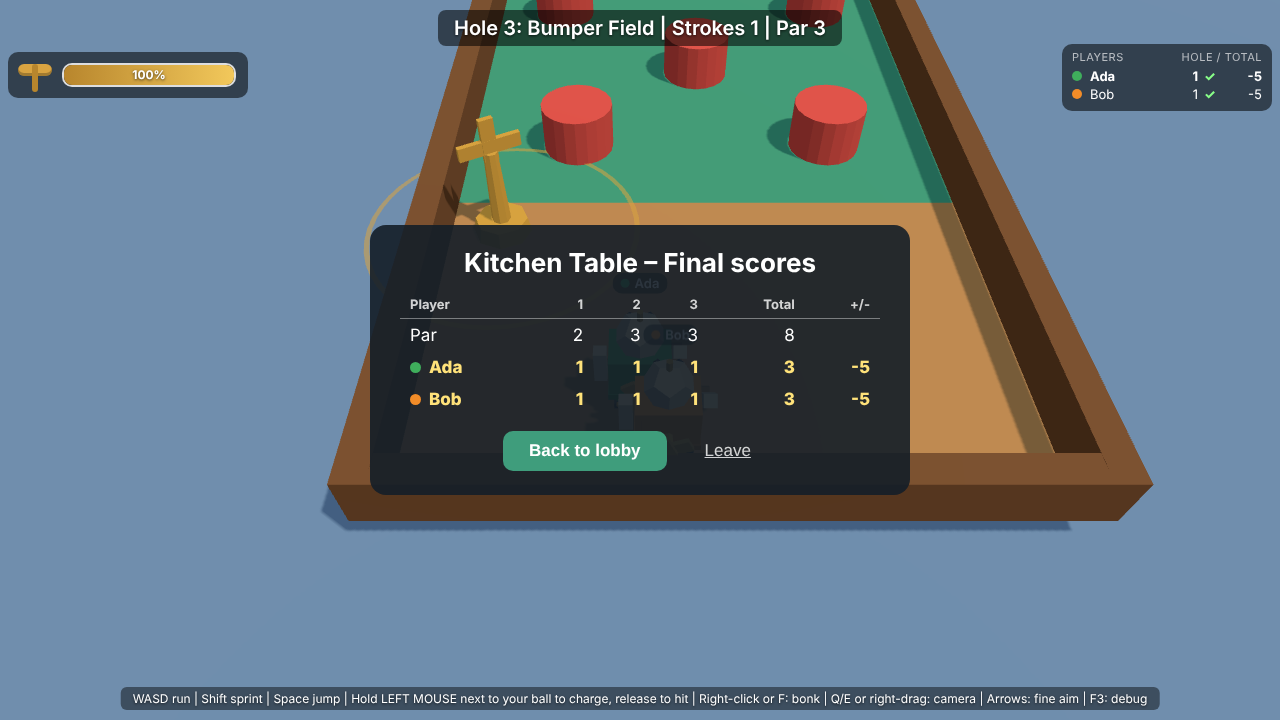 Hole 3: Bumper Field | Strokes 1 | Par 3
100%
PLAYERS HOLE / TOTAL
Ada 1 ✓ -5
Bob 1 ✓ -5
Kitchen Table – Final scores
Ada
Player 1 2 3 Total +/-
Par 2 3 3 8
Bob
Ada 1 1 1 3 -5
Bob 1 1 1 3 -5
Back to lobby Leave
WASD run | Shift sprint | Space jump | Hold LEFT MOUSE next to your ball to charge, release to hit | Right-click or F: bonk | Q/E or right-drag: camera | Arrows: fine aim | F3: debug